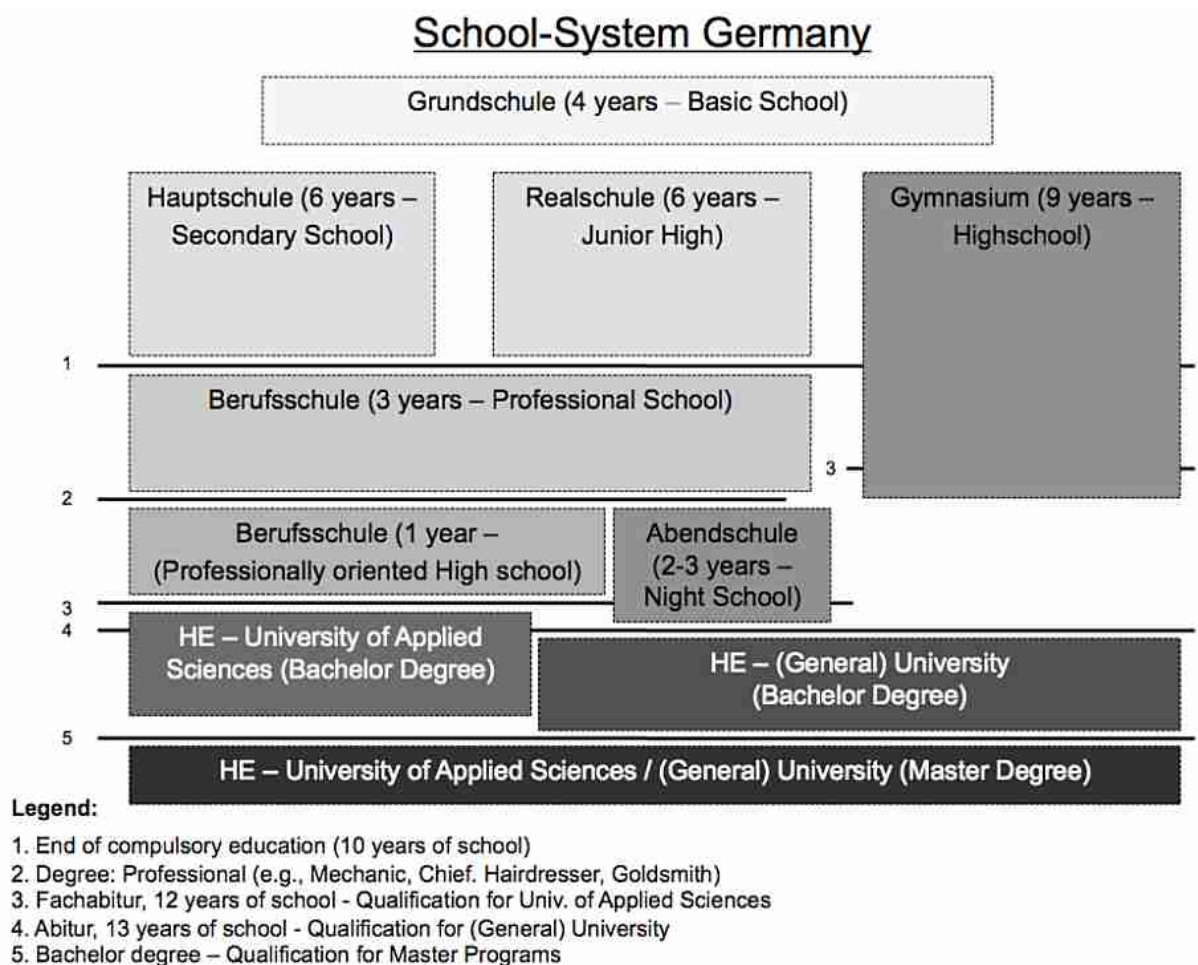 School-System Germany
Grundschule (4 years – Basic School)
Hauptschule (6 years –
Secondary School)
Realschule (6 years –
Junior High)
Gymnasium (9 years –
Highschool)
1
Berufsschule (3 years – Professional School)
3
2
Berufsschule (1 year –
(Professionally oriented High school)
Abendschule
(2-3 years –
Night School)
3
4
HE – University of Applied
Sciences (Bachelor Degree)
HE – (General) University
(Bachelor Degree)
5
HE – University of Applied Sciences / (General) University (Master Degree)
Legend:
1. End of compulsory education (10 years of school)
2. Degree: Professional (e.g., Mechanic, Chief. Hairdresser, Goldsmith)
3. Fachabitur, 12 years of school - Qualification for Univ. of Applied Sciences
4. Abitur, 13 years of school - Qualification for (General) University
5. Bachelor degree – Qualification for Master Programs